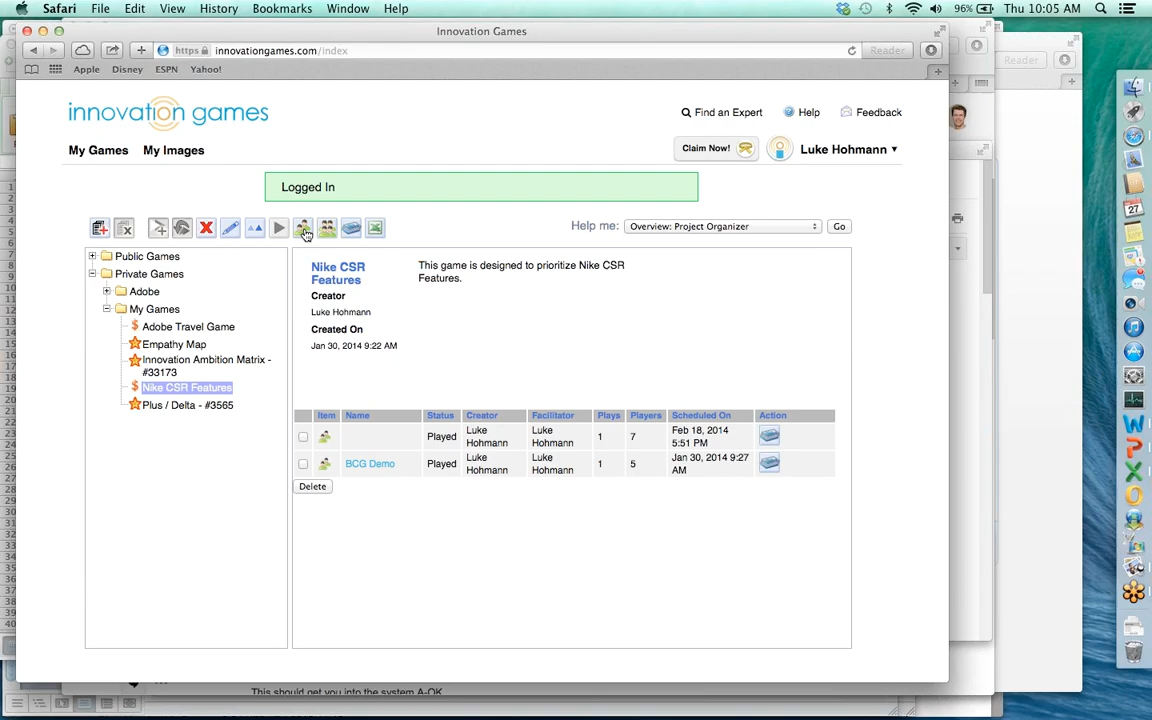 Safari File Edit View History Bookmarks Window Help 96% Thu 10:05 AM
Innovation Games
https innovationgames.com/index Reader
Reader
Apple Disney ESPN Yahoo!
innovation games
Find an Expert Help Feedback
My Games My Images
Claim Now! Luke Hohmann ▾
Logged In
Help me: Overview: Project Organizer Go
Public Games
Private Games
Adobe
My Games
$ Adobe Travel Game
Empathy Map
Innovation Ambition Matrix -
#33173
$ Nike CSR Features
Plus / Delta - #3565
Nike CSR
Features
This game is designed to prioritize Nike CSR
Features.
Creator
Luke Hohmann
Created On
Jan 30, 2014 9:22 AM
Item Name Status Creator Facilitator Plays Players Scheduled On Action
Played Luke Hohmann Luke Hohmann 1 7 Feb 18, 2014 5:51 PM
BCG Demo Played Luke Hohmann Luke Hohmann 1 5 Jan 30, 2014 9:27 AM
Delete
This should get you into the system A-OK